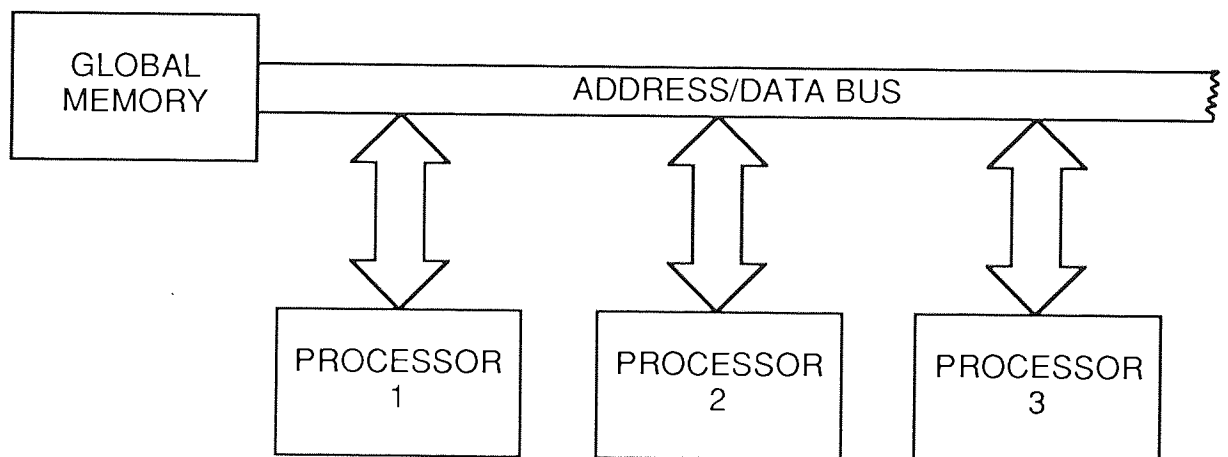 GLOBAL
MEMORY
ADDRESS/DATA BUS
PROCESSOR
1
PROCESSOR
2
PROCESSOR
3